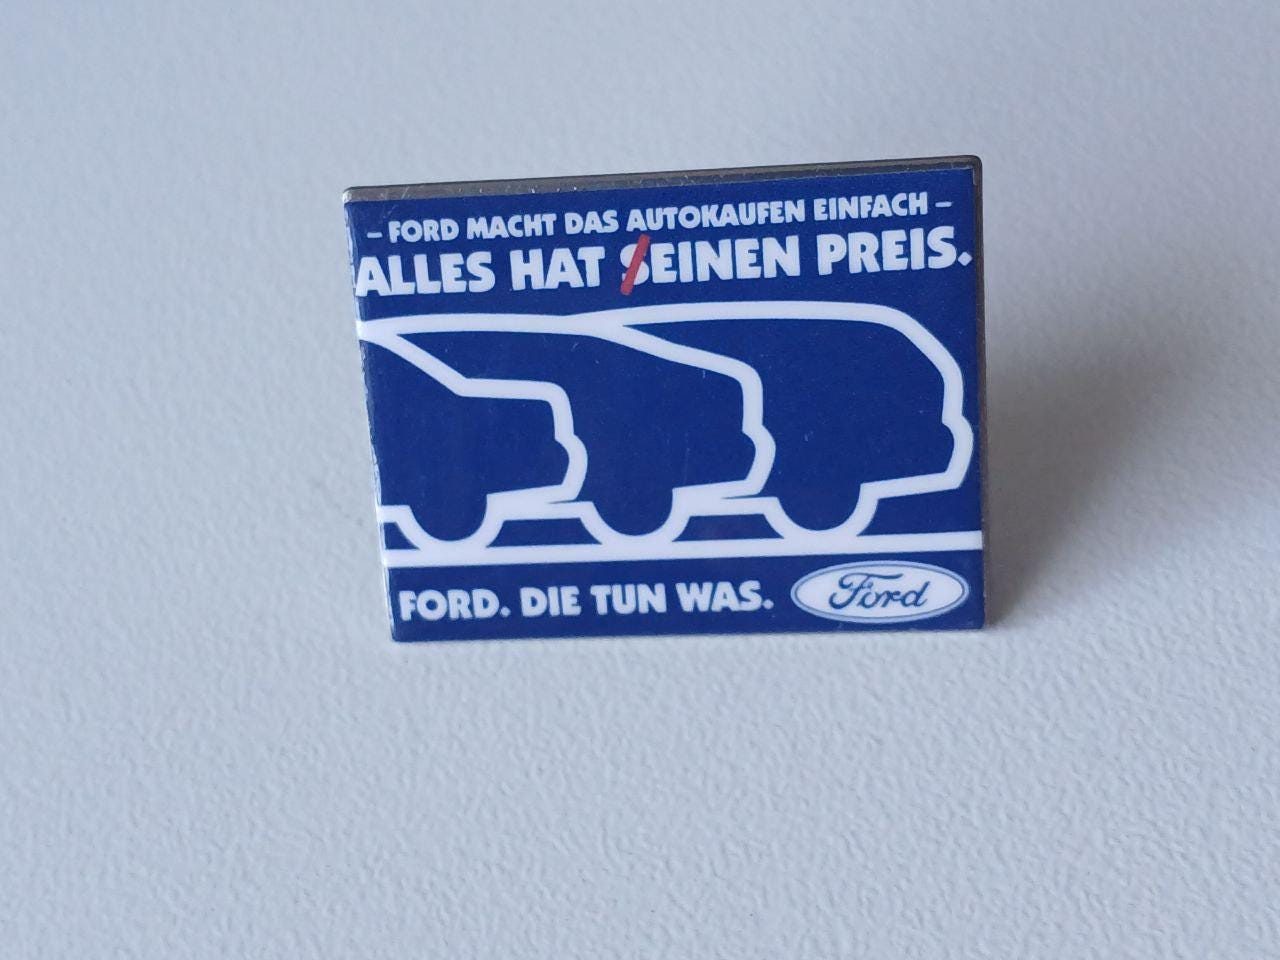 – FORD MACHT DAS AUTOKAUFEN EINFACH –
ALLES HAT SEINEN PREIS.
FORD. DIE TUN WAS.
Ford